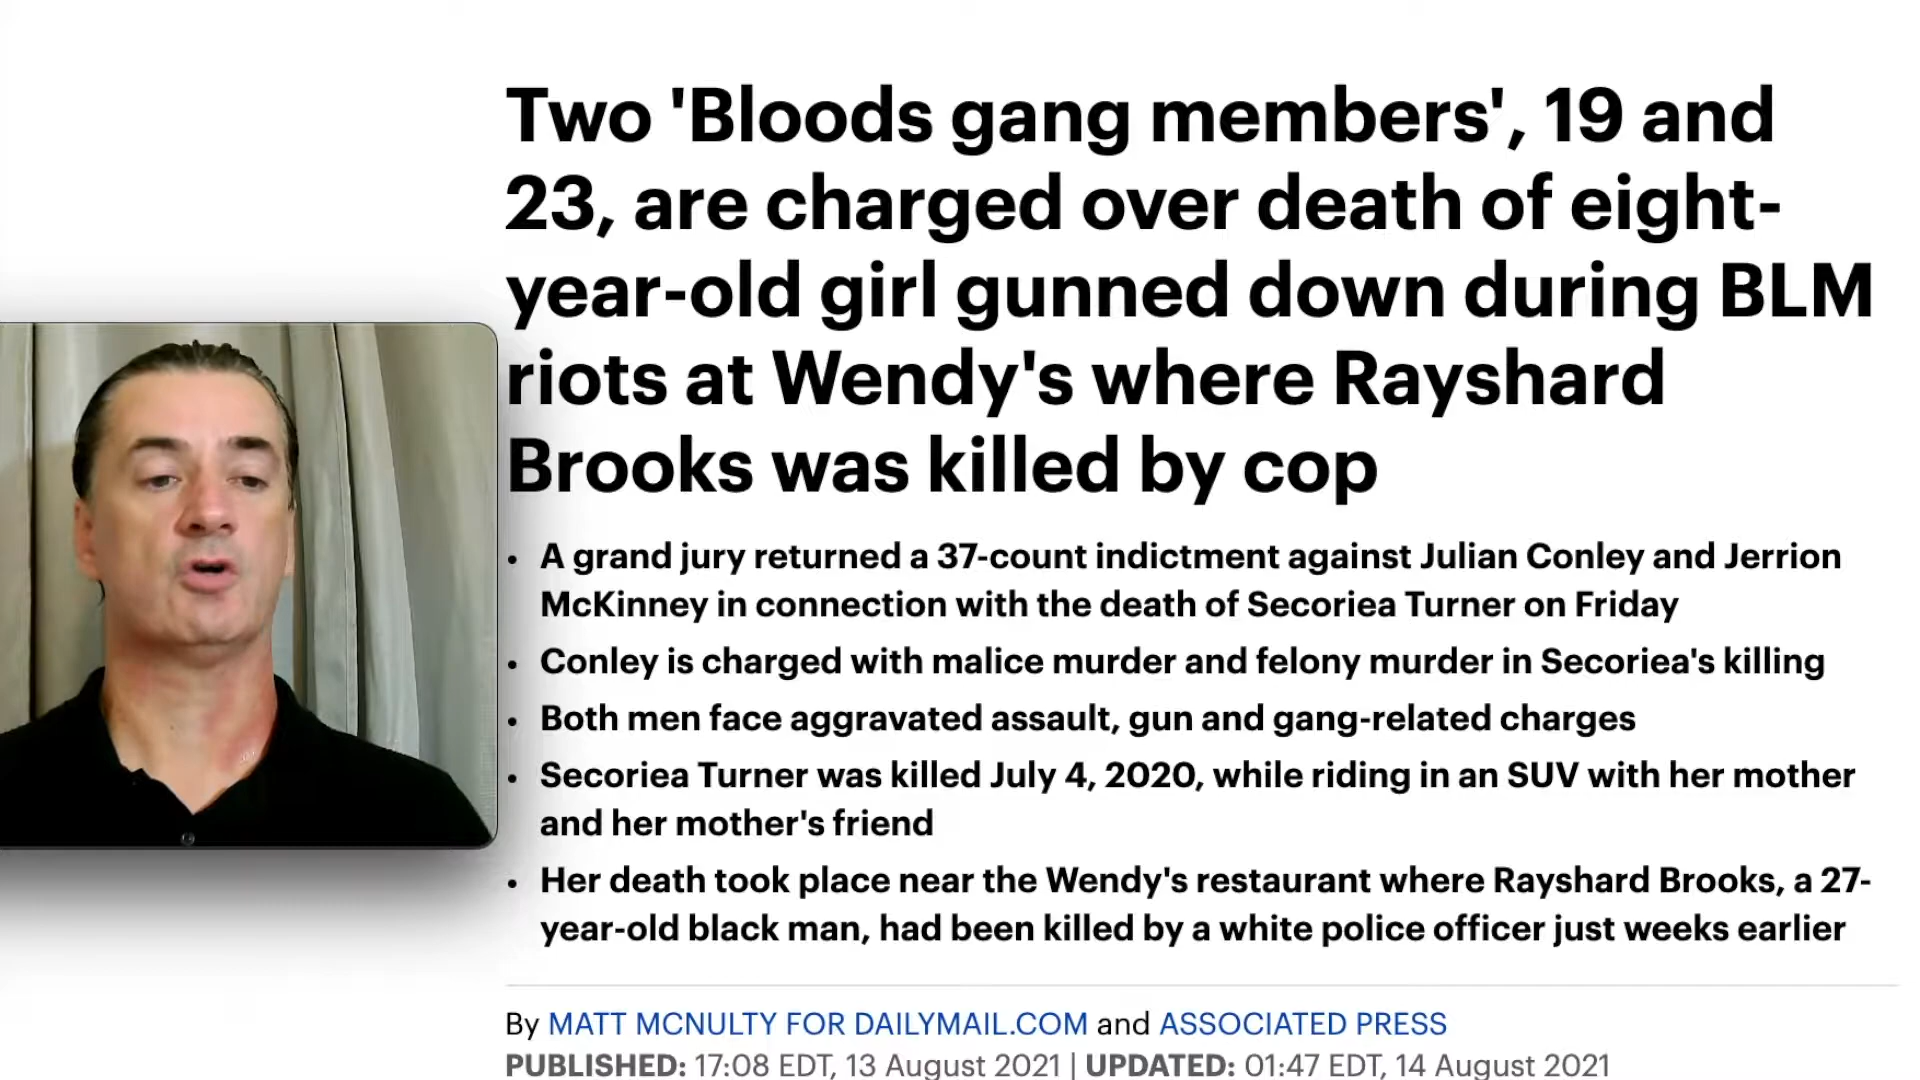 Two 'Bloods gang members', 19 and
23, are charged over death of eight-
year-old girl gunned down during BLM
riots at Wendy's where Rayshard
Brooks was killed by cop
• A grand jury returned a 37-count indictment against Julian Conley and Jerrion
McKinney in connection with the death of Secoriea Turner on Friday
• Conley is charged with malice murder and felony murder in Secoriea's killing
• Both men face aggravated assault, gun and gang-related charges
• Secoriea Turner was killed July 4, 2020, while riding in an SUV with her mother
and her mother's friend
• Her death took place near the Wendy's restaurant where Rayshard Brooks, a 27-
year-old black man, had been killed by a white police officer just weeks earlier
By MATT MCNULTY FOR DAILYMAIL.COM and ASSOCIATED PRESS
PUBLISHED: 17:08 EDT, 13 August 2021 | UPDATED: 01:47 EDT, 14 August 2021